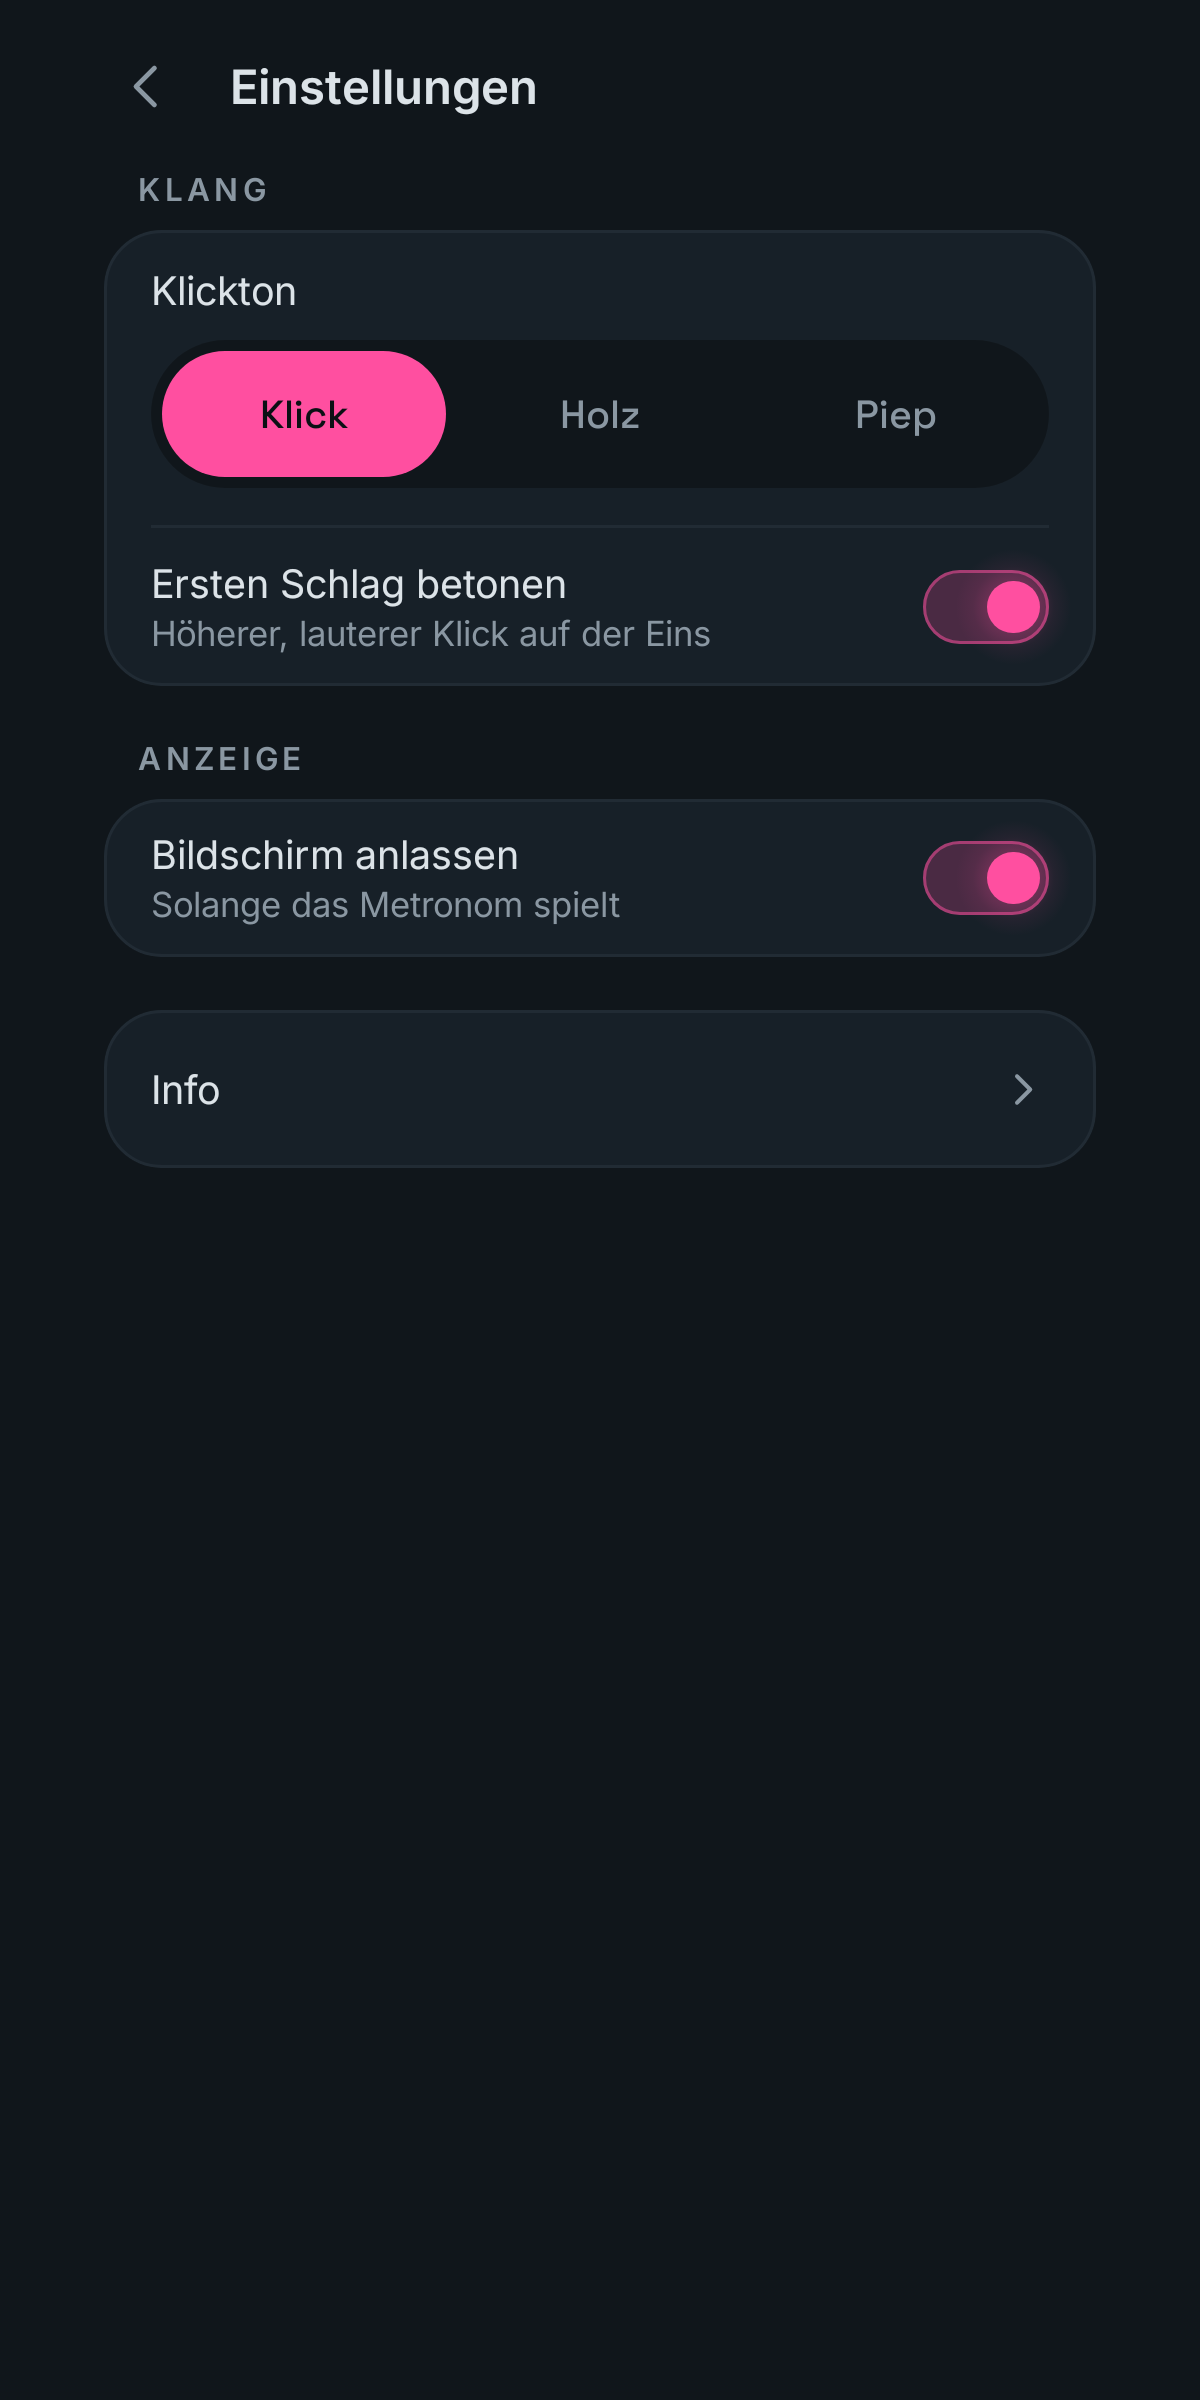 Einstellungen
KLANG
Klickton
Klick Holz Piep
Ersten Schlag betonen
Höherer, lauterer Klick auf der Eins
ANZEIGE
Bildschirm anlassen
Solange das Metronom spielt
Info